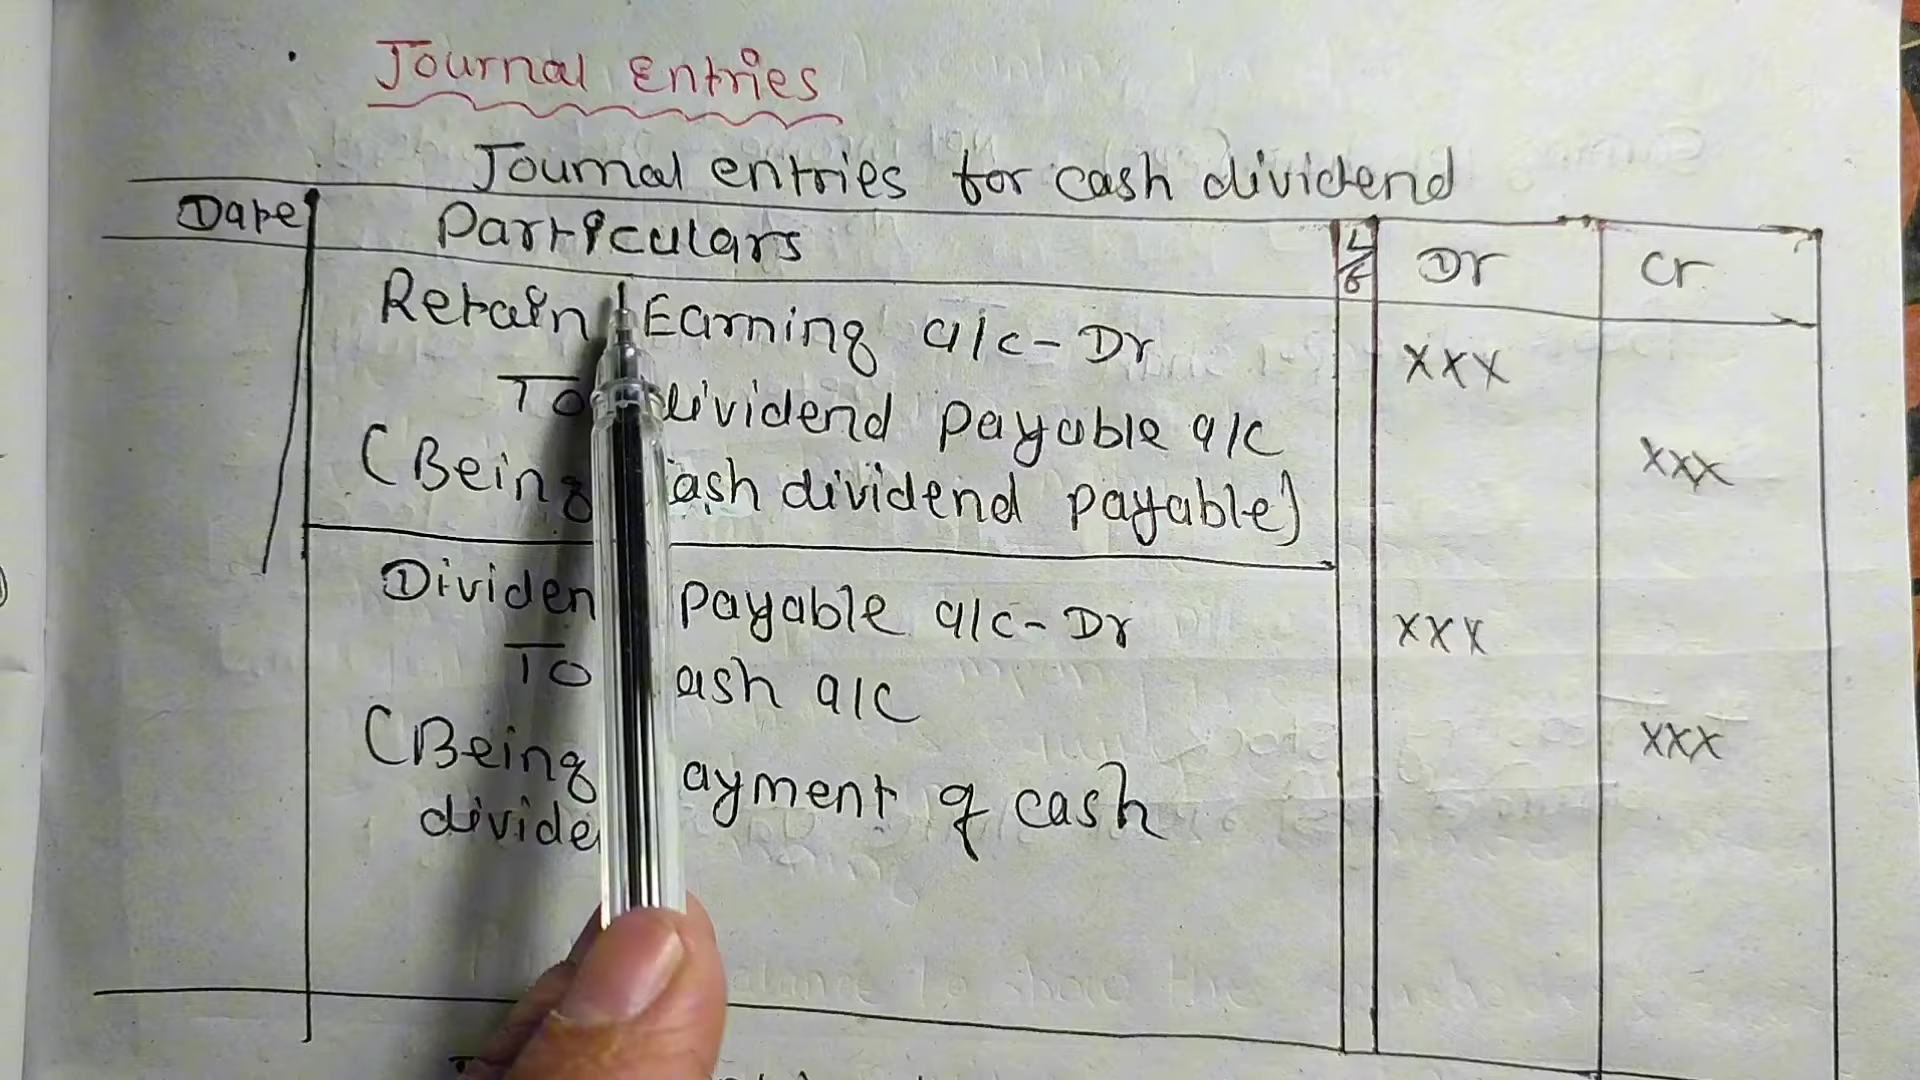 Journal Entries
Journal entries for cash dividend
Date Particulars L/F Dr Cr
Retain Earning a/c - Dr XXX
To dividend payable a/c XXX
(Being cash dividend payable)
Dividen payable a/c - Dr XXX
To ash a/c
(Being ayment of cash XXX
divide